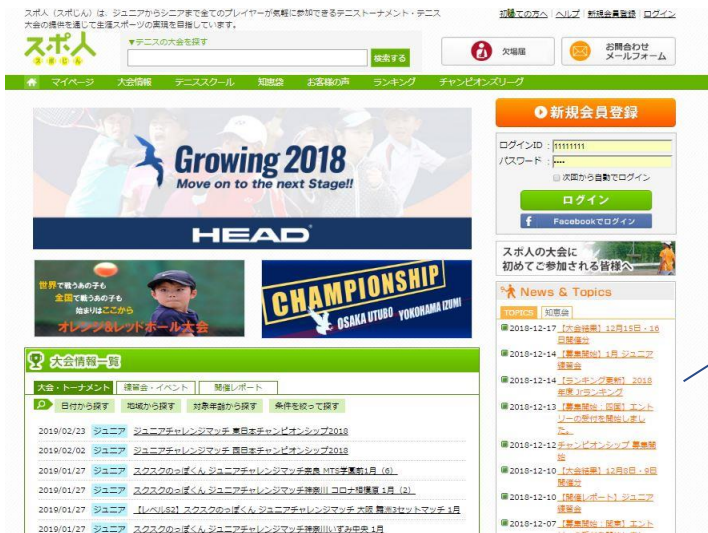 スポ人（スポじん）は、ジュニアからシニアまで全てのプレイヤーが気軽に参加できるテニストーナメント・テニス
大会の提供を通じて生涯スポーツの実現を目指しています。
初めての方へ ヘルプ 新規会員登録 ログイン
スポ人
スポじん
▼テニスの大会を探す
検索する
欠場届
お問合わせ
メールフォーム
マイページ 大会情報 テニススクール 知恵袋 お客様の声 ランキング チャンピオンズリーグ
Growing 2018
Move on to the next Stage!!
HEAD
世界で戦うあの子も
全国で戦うあの子も
始まりはここから
オレンジ&レッドボール大会
CHAMPIONSHIP
OSAKA UTUBO YOKOHAMA IZUMI
大会情報一覧
大会・トーナメント 練習会・イベント 開催レポート
日付から探す 地域から探す 対象年齢から探す 条件を絞って探す
2019/02/23 ジュニア ジュニアチャレンジマッチ 東日本チャンピオンシップ2018
2019/02/02 ジュニア ジュニアチャレンジマッチ 西日本チャンピオンシップ2018
2019/01/27 ジュニア スクスクのっぽくん ジュニアチャレンジマッチ奈良 MTS学園前1月（6）
2019/01/27 ジュニア スクスクのっぽくん ジュニアチャレンジマッチ神奈川 コロナ相模原 1月（2）
2019/01/27 ジュニア 【レベルS2】スクスクのっぽくん ジュニアチャレンジマッチ 大阪 舞洲3セットマッチ 1月
2019/01/27 ジュニア スクスクのっぽくん ジュニアチャレンジマッチ神奈川いずみ中央 1月
新規会員登録
ログインID : 11111111
パスワード : ••••
次回から自動でログイン
ログイン
f Facebookでログイン
スポ人の大会に
初めてご参加される皆様へ
News & Topics
TOPICS 知恵袋
2018-12-17 【大会結果】12月15日・16
日開催分
2018-12-14 【募集開始】1月 ジュニア
練習会
2018-12-14 【ランキング更新】 2018
年度 Jrランキング
2018-12-13 【募集開始：四国】エント
リーの受付を開始しまし
た。
2018-12-12 チャンピオンシップ 募集開
始
2018-12-10 【大会結果】12月8日・9日
開催分
2018-12-10 【開催レポート】ジュニア
練習会
2018-12-07 【募集開始：関東】エント